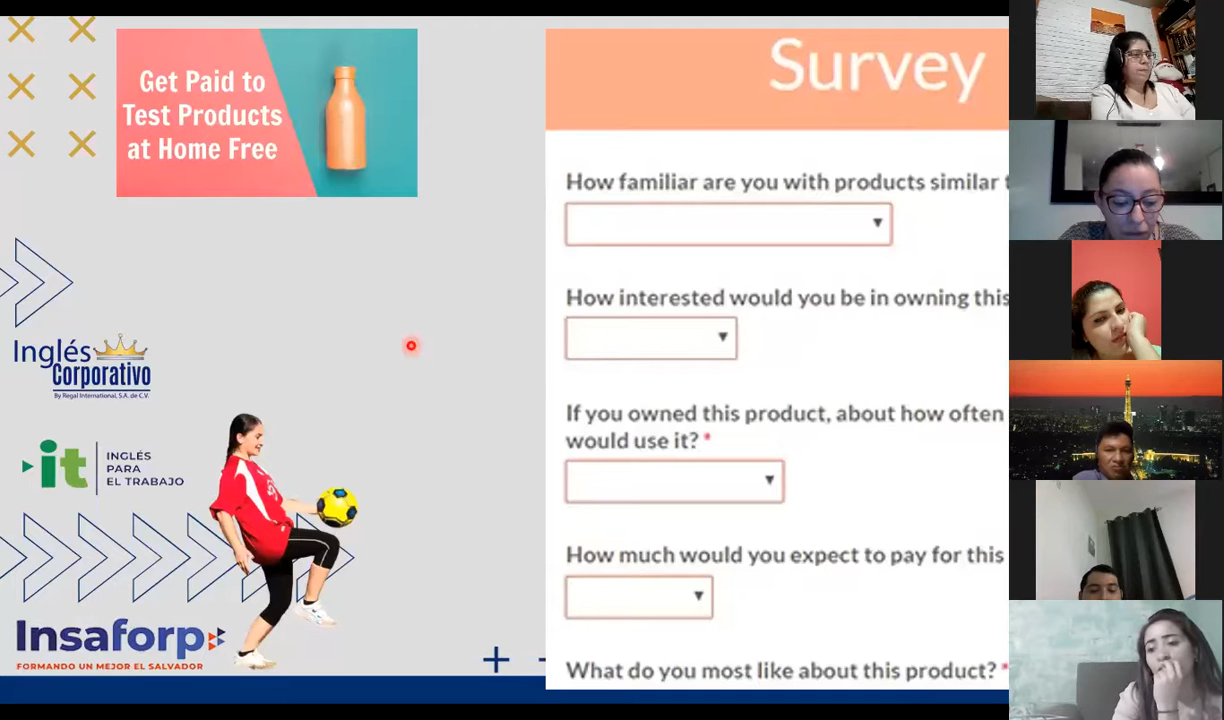 Get Paid to
Test Products
at Home Free
Inglés
Corporativo
By Regal International, S.A. de C.V.
it
INGLÉS
PARA
EL TRABAJO
Insaforp
FORMANDO UN MEJOR EL SALVADOR
Survey
How familiar are you with products similar
How interested would you be in owning this
If you owned this product, about how often
would use it? *
How much would you expect to pay for this
What do you most like about this product? *